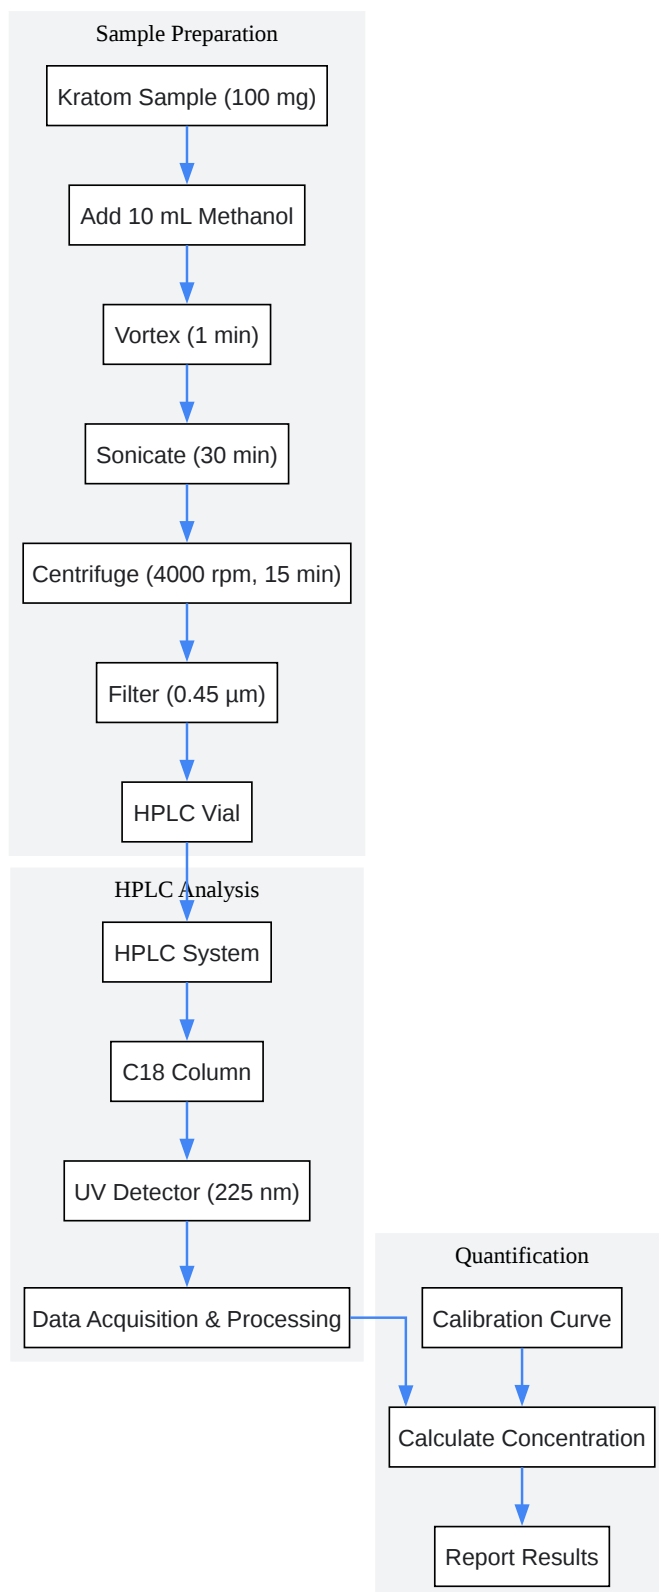 Sample Preparation
Kratom Sample (100 mg)
Add 10 mL Methanol
Vortex (1 min)
Sonicate (30 min)
Centrifuge (4000 rpm, 15 min)
Filter (0.45 µm)
HPLC Vial
HPLC Analysis
HPLC System
C18 Column
UV Detector (225 nm)
Data Acquisition & Processing
Quantification
Calibration Curve
Calculate Concentration
Report Results